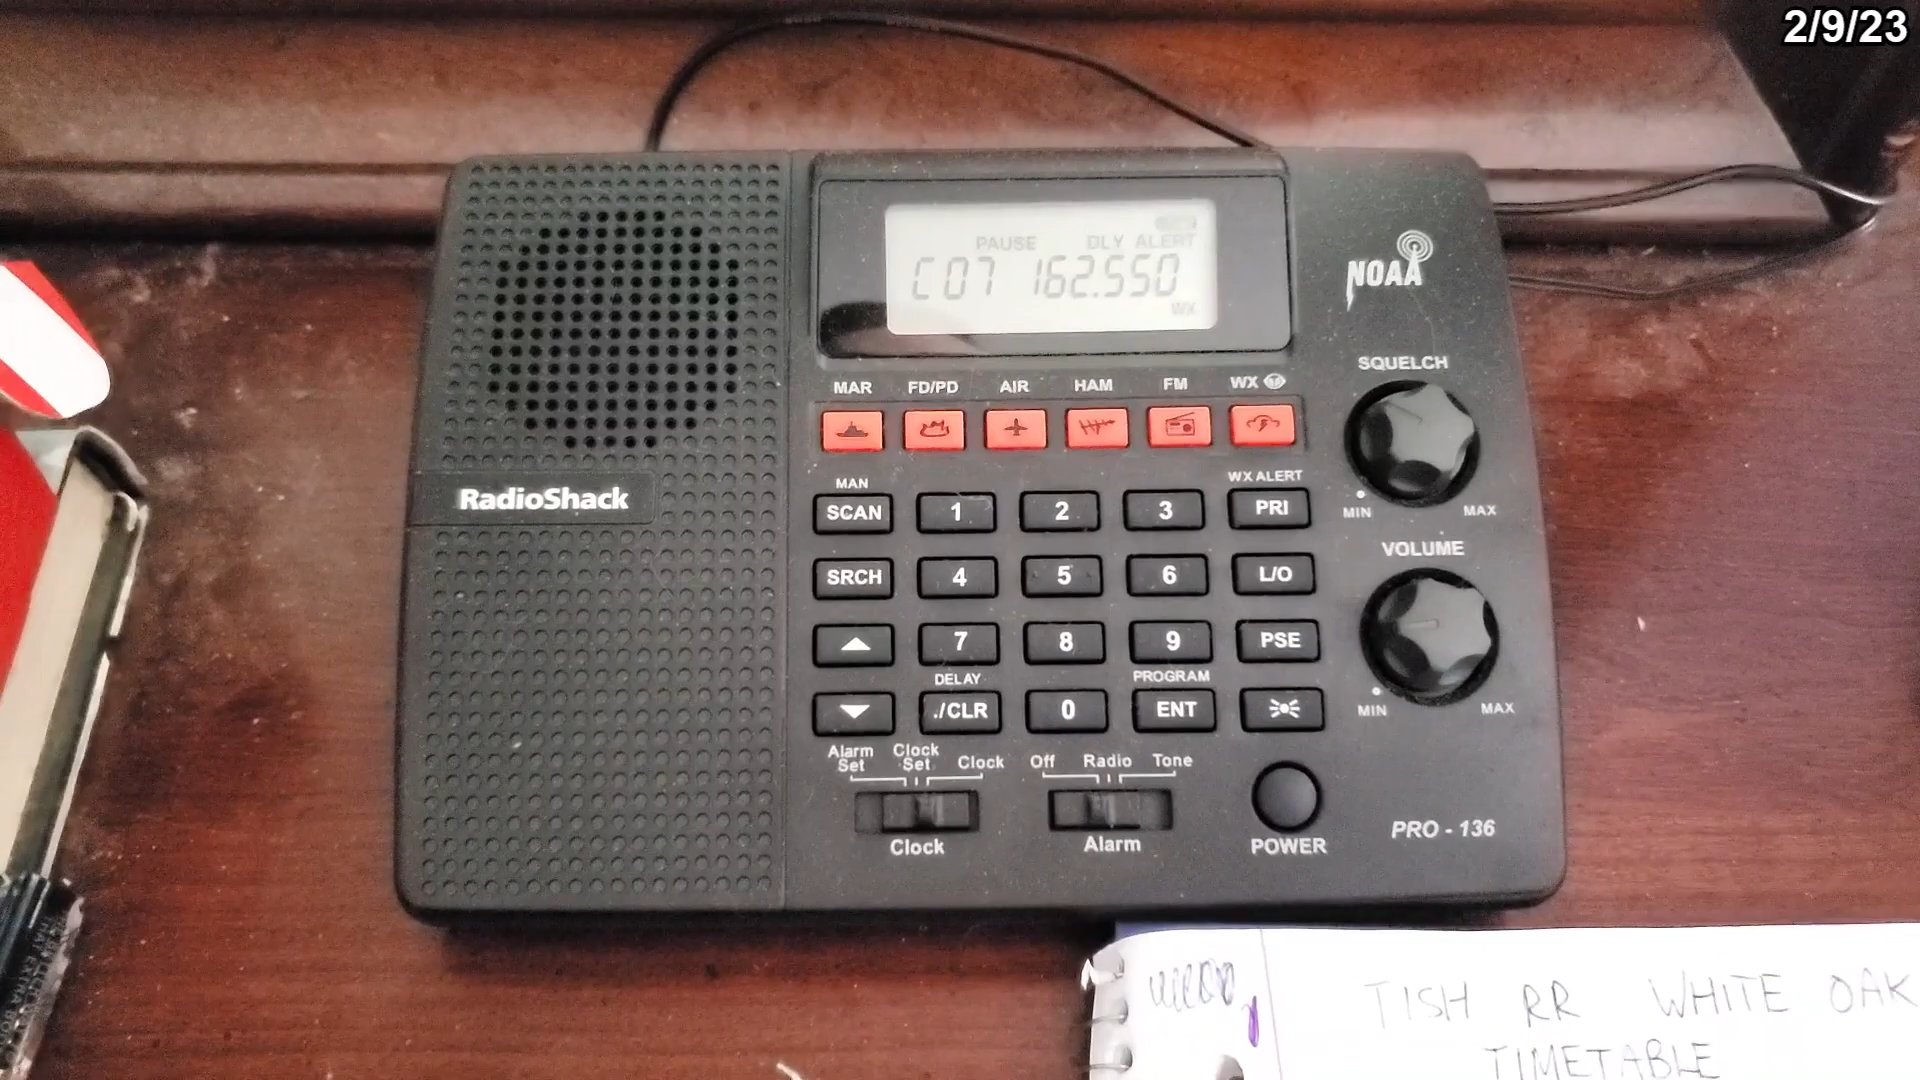 2/9/23
PAUSE DLY ALERT
C07 162.550
WX
NOAA
SQUELCH
MIN MAX
VOLUME
MIN MAX
MAR FD/PD AIR HAM FM WX
RadioShack
MAN WX ALERT
SCAN 1 2 3 PRI
SRCH 4 5 6 L/O
7 8 9 PSE
DELAY PROGRAM
./CLR 0 ENT
Alarm Set Clock Set Clock
Off Radio Tone
Clock Alarm POWER
PRO - 136
TISH RR WHITE OAK
TIMETABLE